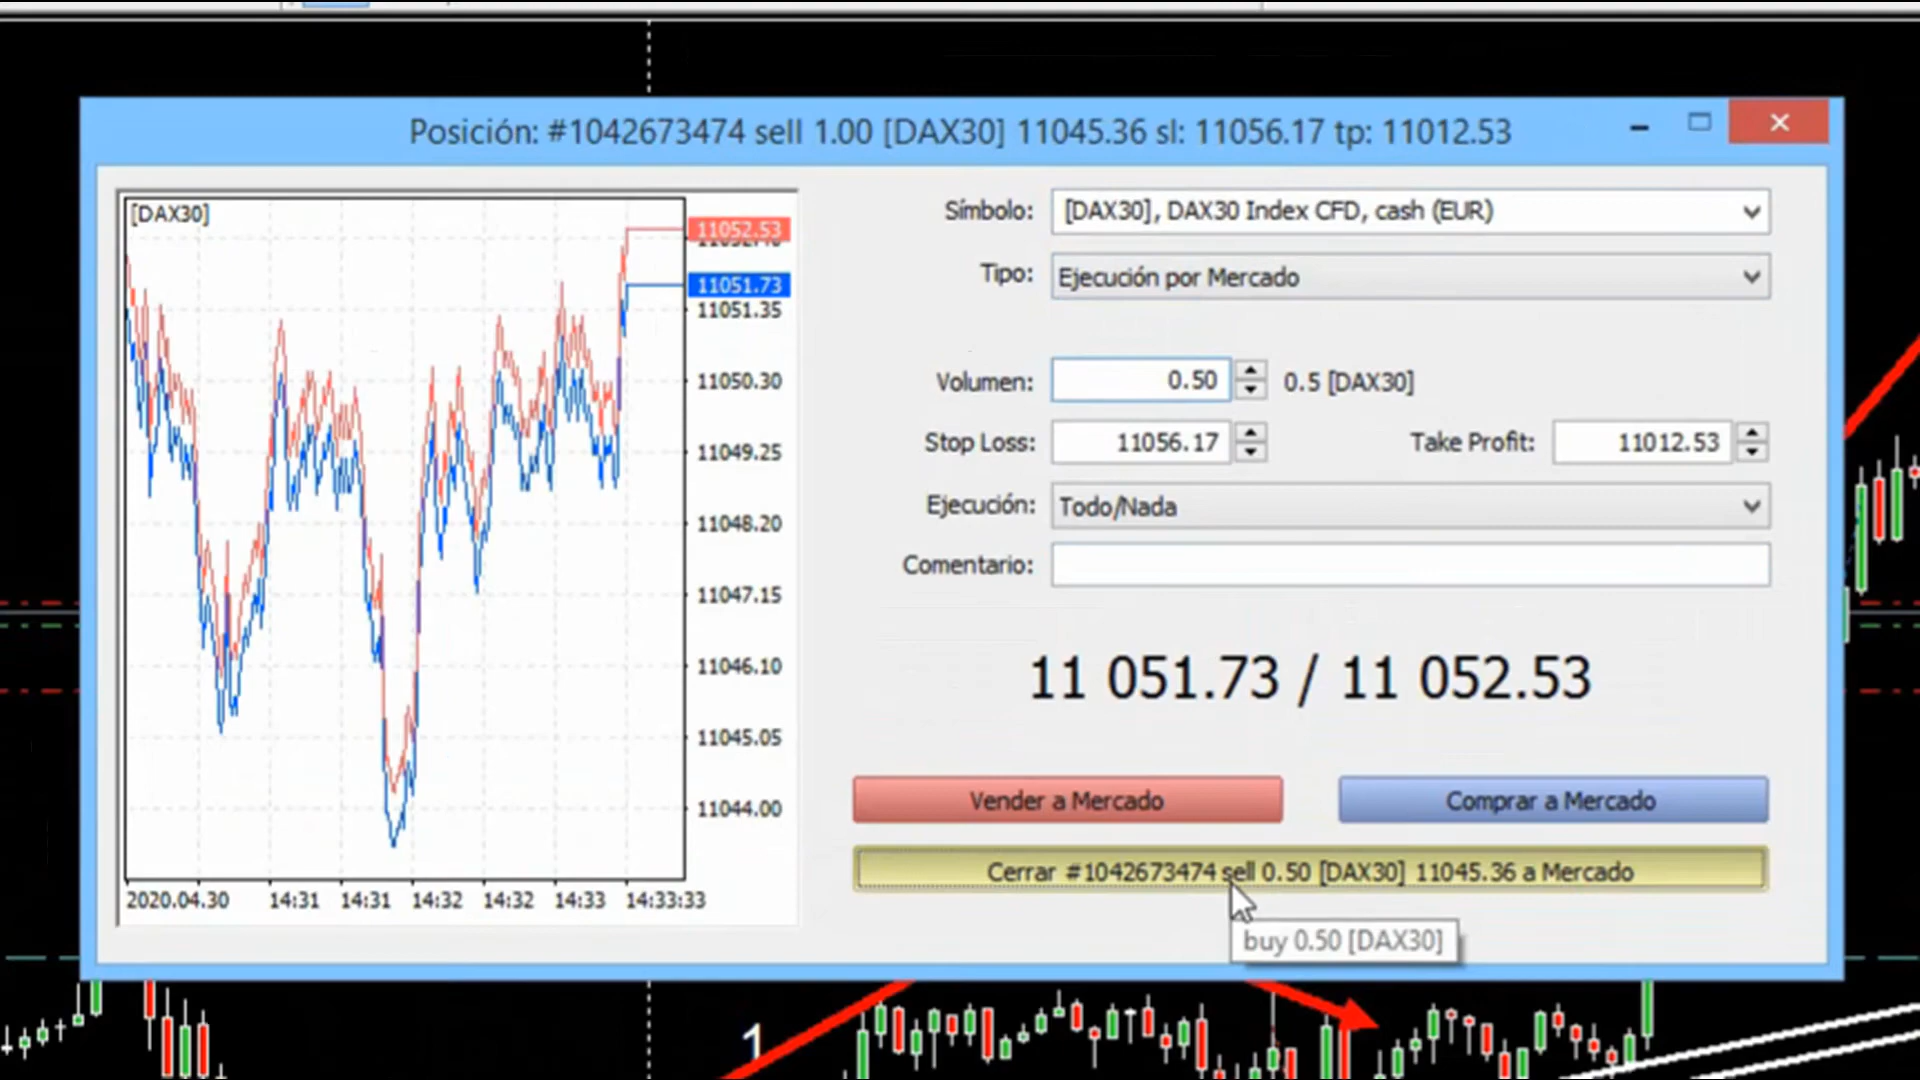 Posición: #1042673474 sell 1.00 [DAX30] 11045.36 sl: 11056.17 tp: 11012.53
[DAX30]
11052.53
11051.73
11051.35
11050.30
11049.25
11048.20
11047.15
11046.10
11045.05
11044.00
2020.04.30 14:31 14:31 14:32 14:32 14:33 14:33:33
Símbolo: [DAX30], DAX30 Index CFD, cash (EUR)
Tipo: Ejecución por Mercado
Volumen: 0.50 0.5 [DAX30]
Stop Loss: 11056.17 Take Profit: 11012.53
Ejecución: Todo/Nada
Comentario:
11 051.73 / 11 052.53
Vender a Mercado Comprar a Mercado
Cerrar #1042673474 sell 0.50 [DAX30] 11045.36 a Mercado
buy 0.50 [DAX30]
1